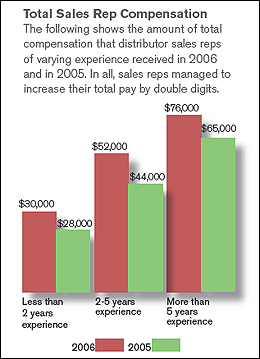 Total Sales Rep Compensation
The following shows the amount of total
compensation that distributor sales reps
of varying experience received in 2006
and in 2005. In all, sales reps managed to
increase their total pay by double digits.
$76,000
$65,000
$52,000
$44,000
$30,000
$28,000
Less than
2 years
experience
2-5 years
experience
More than
5 years
experience
2006
2005